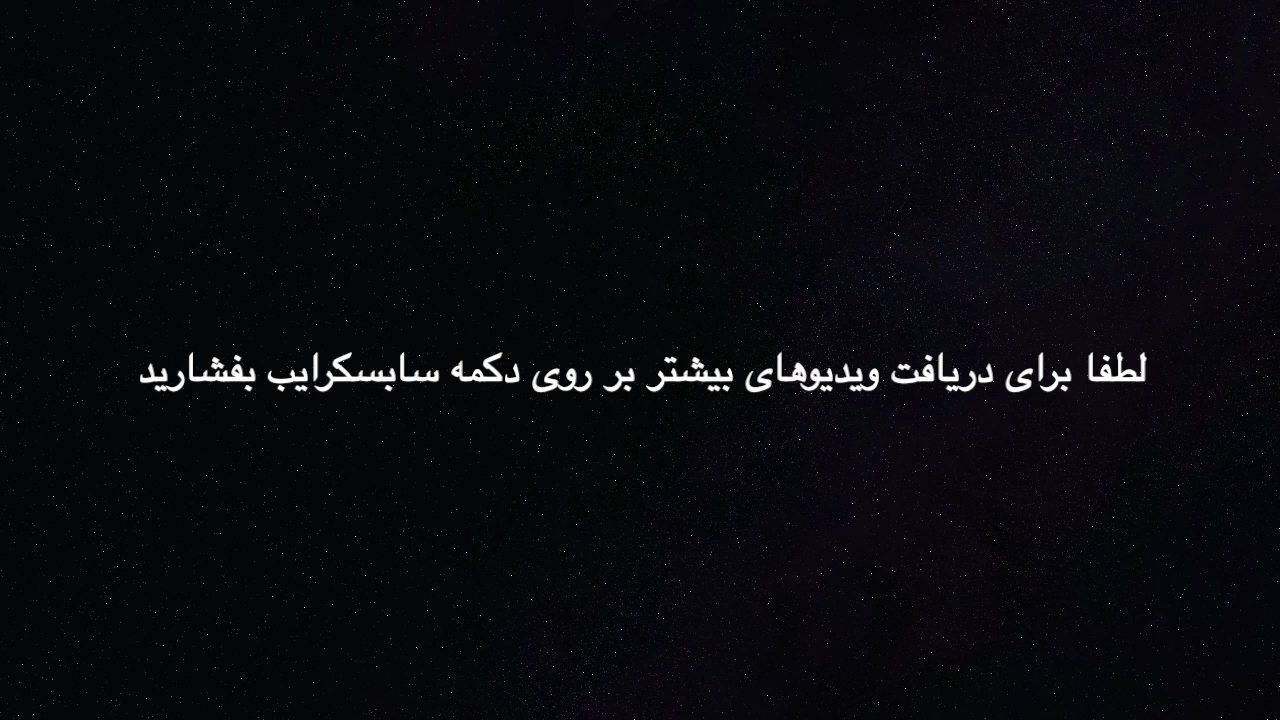 لطفا برای دریافت ویدیوهای بیشتر بر روی دکمه سابسکرایب بفشارید